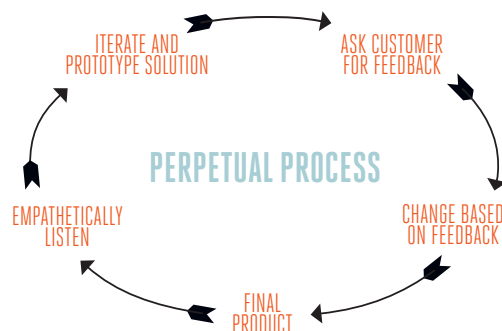 ITERATE AND
PROTOTYPE SOLUTION
ASK CUSTOMER
FOR FEEDBACK
PERPETUAL PROCESS
EMPATHETICALLY
LISTEN
CHANGE BASED
ON FEEDBACK
FINAL
PRODUCT